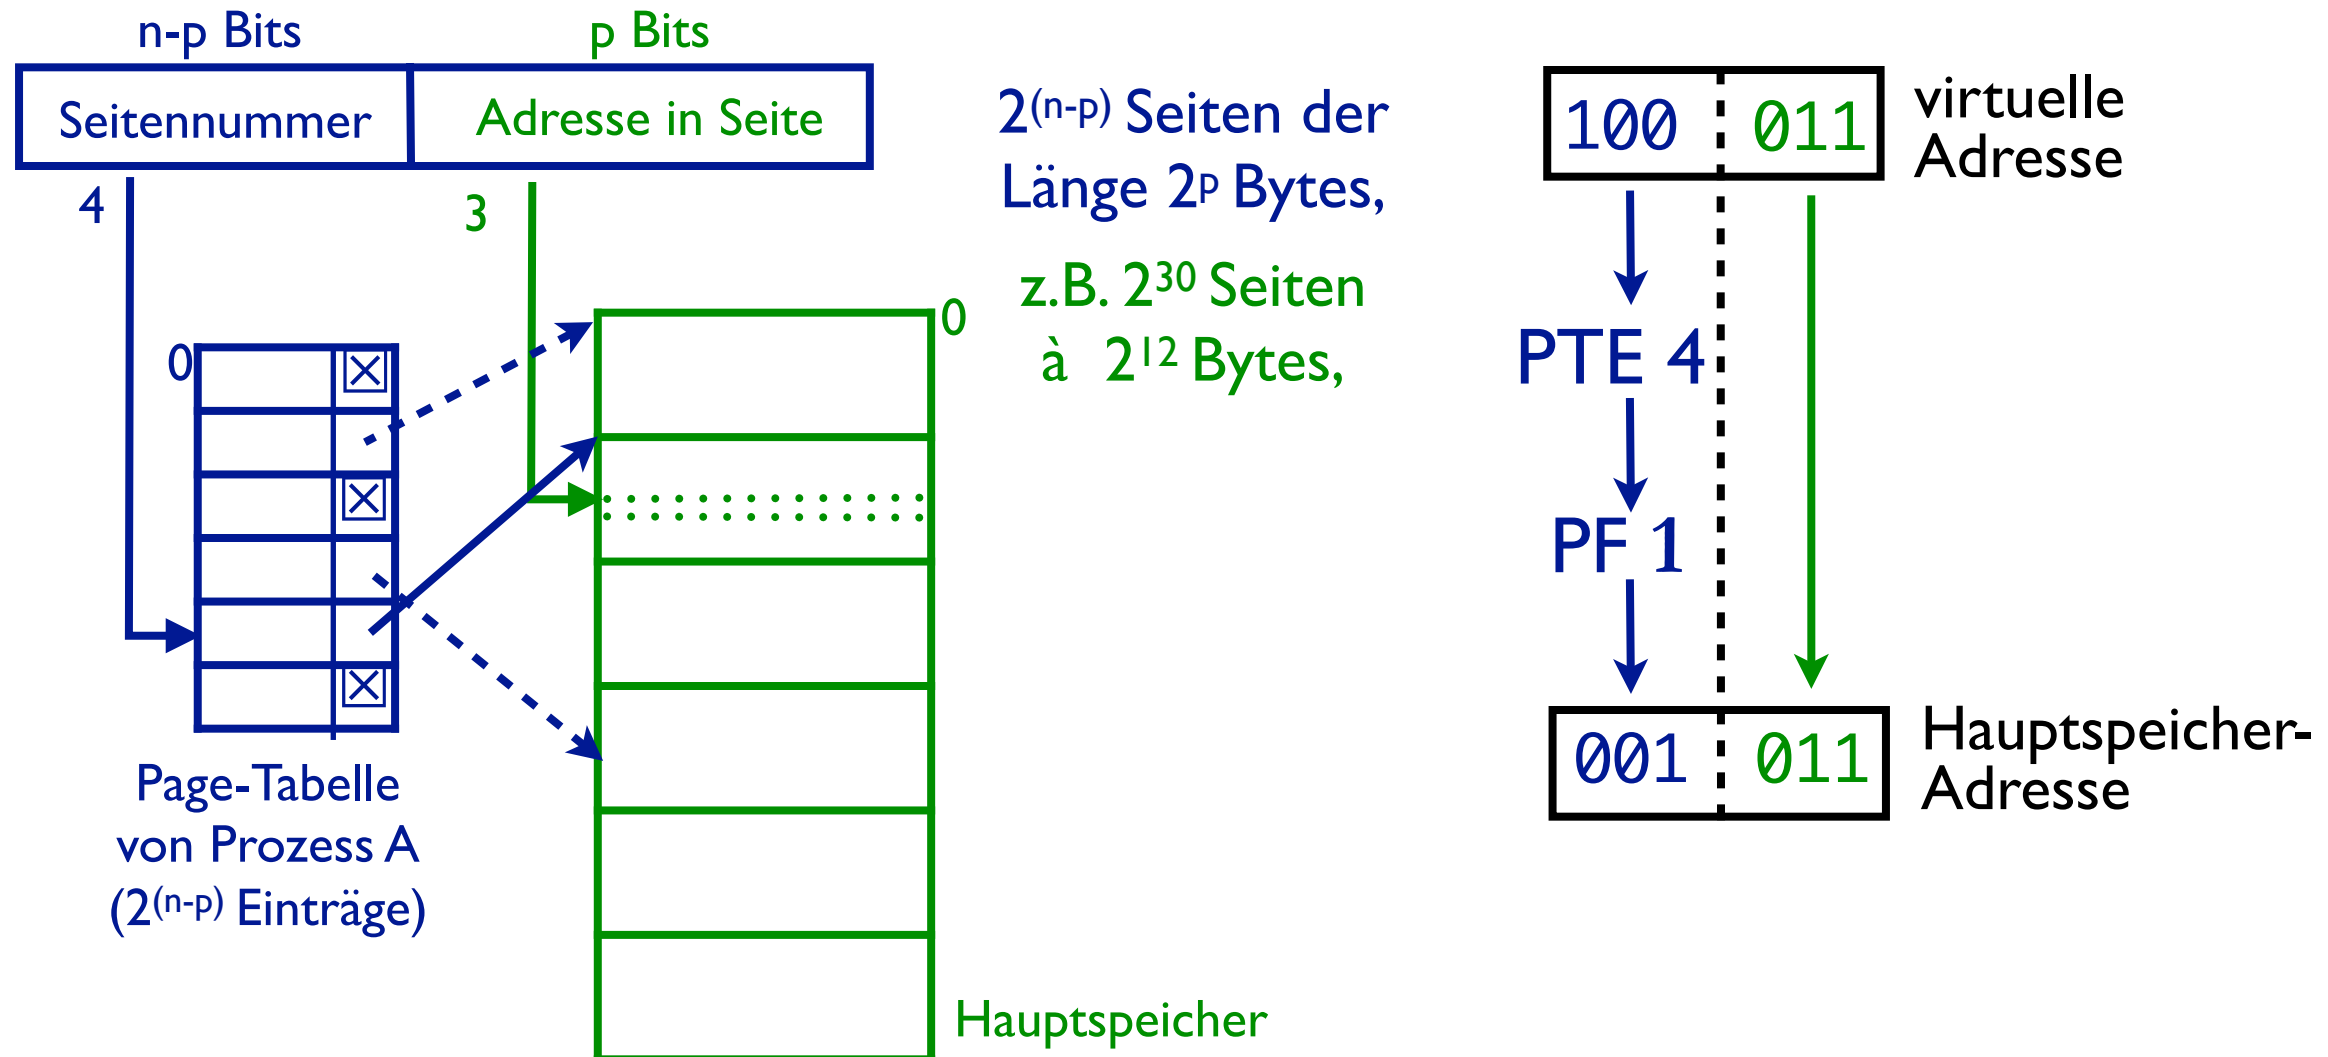 n-p Bits
p Bits
Seitennummer
Adresse in Seite
4
3
0
Page-Tabelle
von Prozess A
(2⁽ⁿ⁻ᵖ⁾ Einträge)
0
Hauptspeicher
2⁽ⁿ⁻ᵖ⁾ Seiten der
Länge 2ᵖ Bytes,
z.B. 2³⁰ Seiten
à 2¹² Bytes,
100 011
virtuelle
Adresse
PTE 4
PF 1
001 011
Hauptspeicher-
Adresse